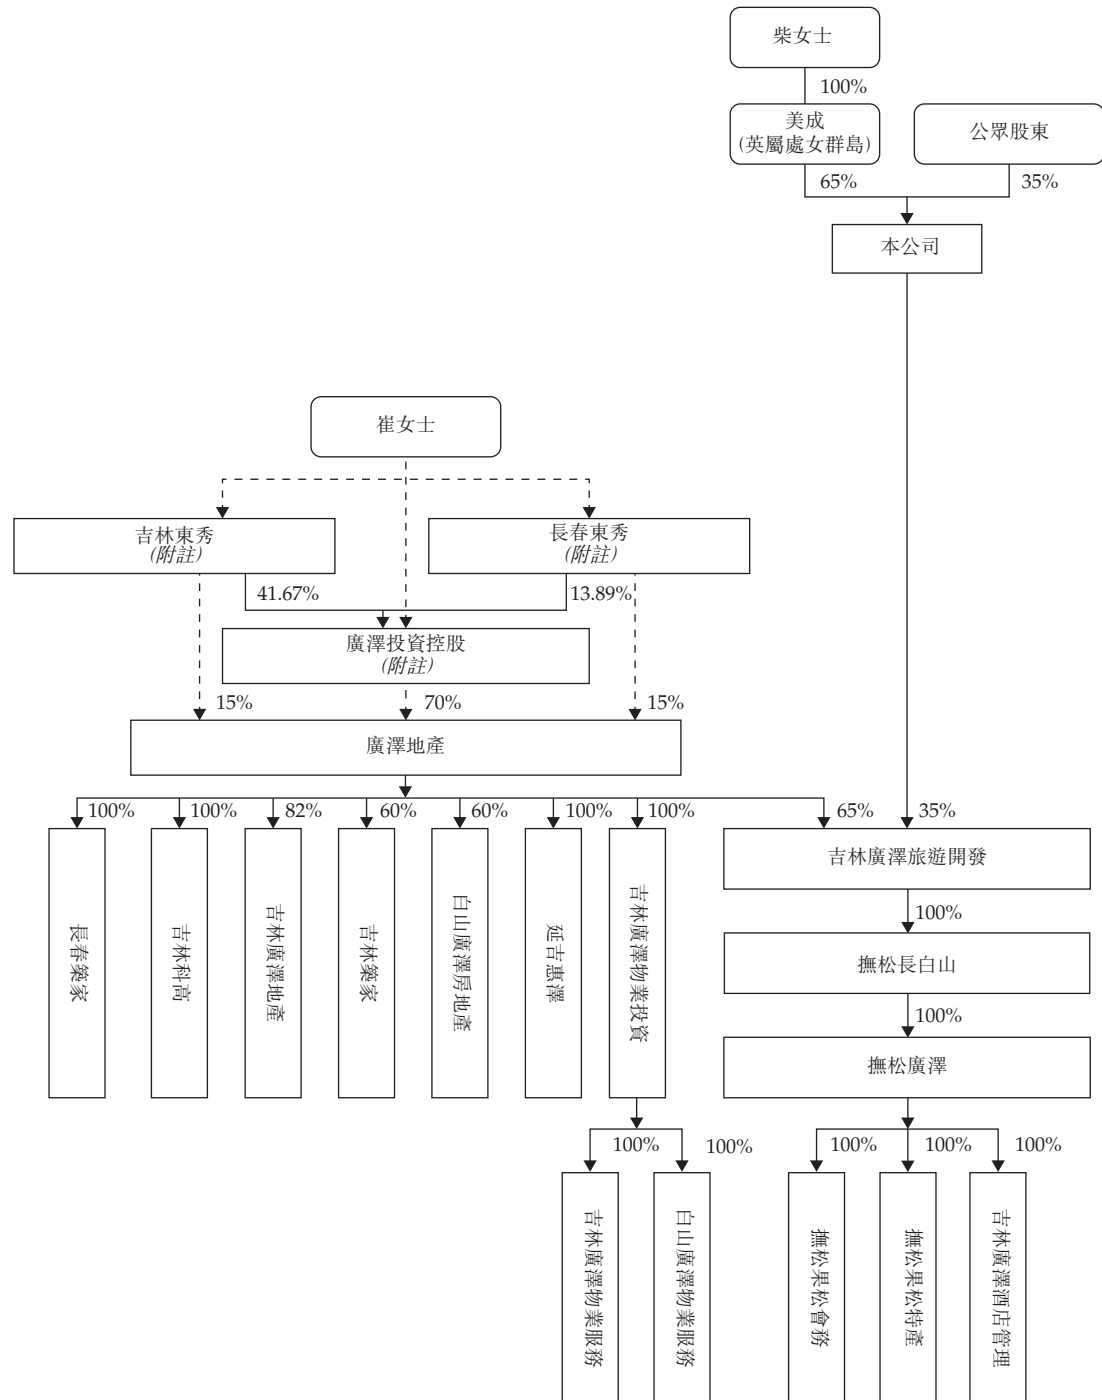 柴女士
100%
美成
(英屬處女群島)
公眾股東
65%
35%
本公司
崔女士
吉林東秀
(附註)
長春東秀
(附註)
41.67%
13.89%
廣澤投資控股
(附註)
15%
70%
15%
廣澤地產
100%
100%
82%
60%
60%
100%
100%
65%
35%
長春築家
吉林科高
吉林廣澤地產
吉林築家
白山廣澤房地產
延吉惠澤
吉林廣澤物業投資
吉林廣澤旅遊開發
100%
撫松長白山
100%
撫松廣澤
100%
100%
100%
100%
100%
吉林廣澤物業服務
白山廣澤物業服務
撫松果松會務
撫松果松特產
吉林廣澤酒店管理